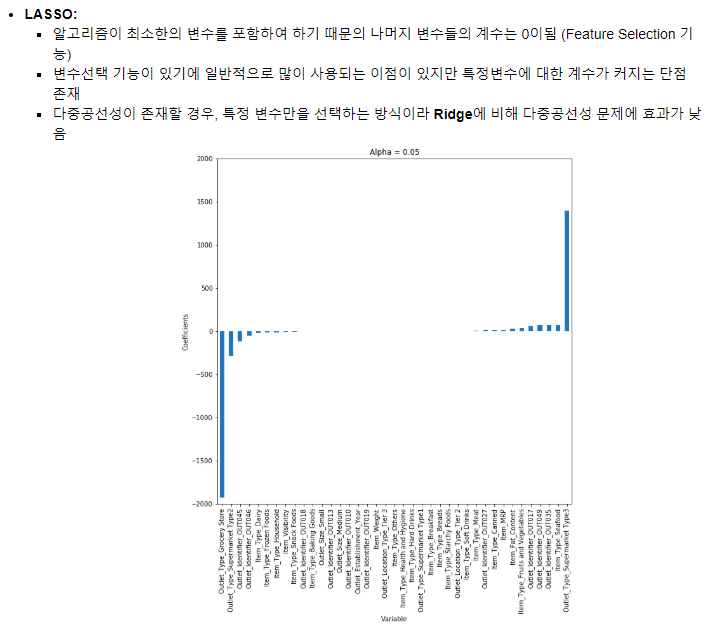 LASSO:
알고리즘이 최소한의 변수를 포함하여 하기 때문의 나머지 변수들의 계수는 0이됨 (Feature Selection 기
능)
변수선택 기능이 있기에 일반적으로 많이 사용되는 이점이 있지만 특정변수에 대한 계수가 커지는 단점
존재
다중공선성이 존재할 경우, 특정 변수만을 선택하는 방식이라 Ridge에 비해 다중공선성 문제에 효과가 낮
음
Alpha = 0.05
2000
1500
1000
500
0
−500
−1000
−1500
−2000
Coefficients
Outlet_Type_Grocery Store
Outlet_Type_Supermarket Type2
Outlet_Identifier_OUT045
Outlet_Identifier_OUT046
Item_Type_Dairy
Item_Type_Frozen Foods
Item_Type_Household
Item_Visibility
Item_Type_Snack Foods
Outlet_Identifier_OUT018
Item_Type_Baking Goods
Outlet_Size_Small
Outlet_Identifier_OUT013
Outlet_Size_Medium
Outlet_Identifier_OUT010
Outlet_Establishment_Year
Outlet_Identifier_OUT019
Item_Weight
Outlet_Location_Type_Tier 3
Item_Type_Others
Item_Type_Health and Hygiene
Item_Type_Hard Drinks
Outlet_Type_Supermarket Type1
Item_Type_Breakfast
Item_Type_Breads
Item_Type_Starchy Foods
Outlet_Location_Type_Tier 2
Item_Type_Soft Drinks
Item_Type_Meat
Outlet_Identifier_OUT027
Item_Type_Canned
Item_MRP
Item_Fat_Content
Item_Type_Fruits and Vegetables
Outlet_Identifier_OUT017
Outlet_Identifier_OUT049
Outlet_Identifier_OUT035
Item_Type_Seafood
Outlet_Type_Supermarket Type3
Variable